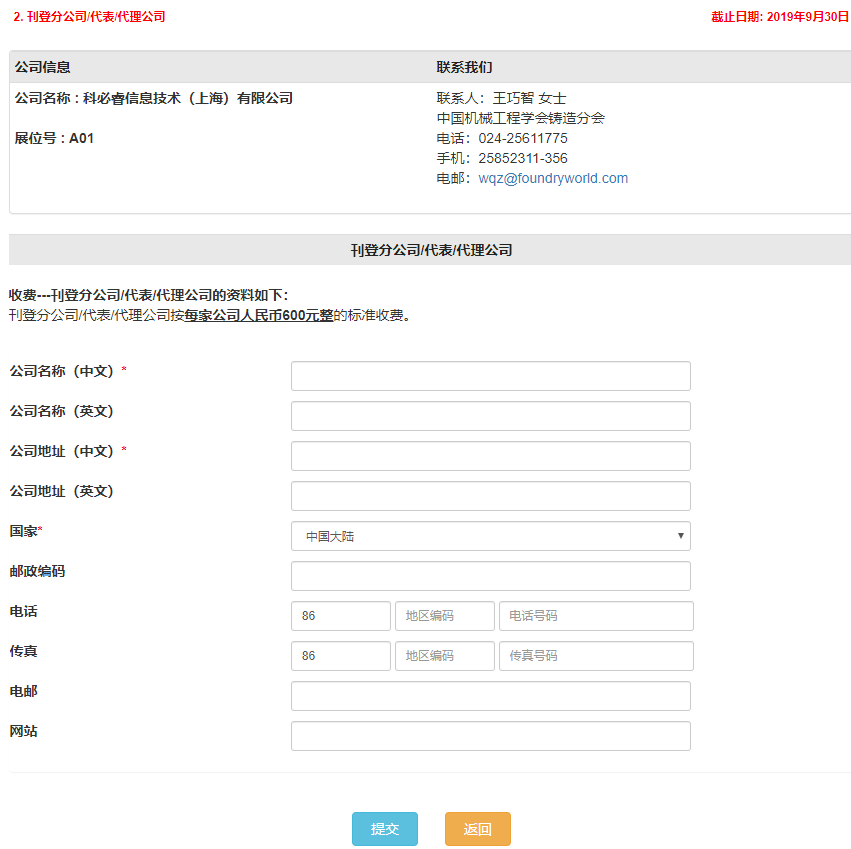 2. 刊登分公司/代表/代理公司
截止日期: 2019年9月30日
公司信息
联系我们
公司名称 : 科必睿信息技术（上海）有限公司
展位号 : A01
联系人：王巧智 女士
中国机械工程学会铸造分会
电话：024-25611775
手机：25852311-356
电邮：wqz@foundryworld.com
刊登分公司/代表/代理公司
收费---刊登分公司/代表/代理公司的资料如下:
刊登分公司/代表/代理公司按每家公司人民币600元整的标准收费。
公司名称（中文）*
公司名称（英文）
公司地址（中文）*
公司地址（英文）
国家* 中国大陆
邮政编码
电话 86 地区编码 电话号码
传真 86 地区编码 传真号码
电邮
网站
提交 返回